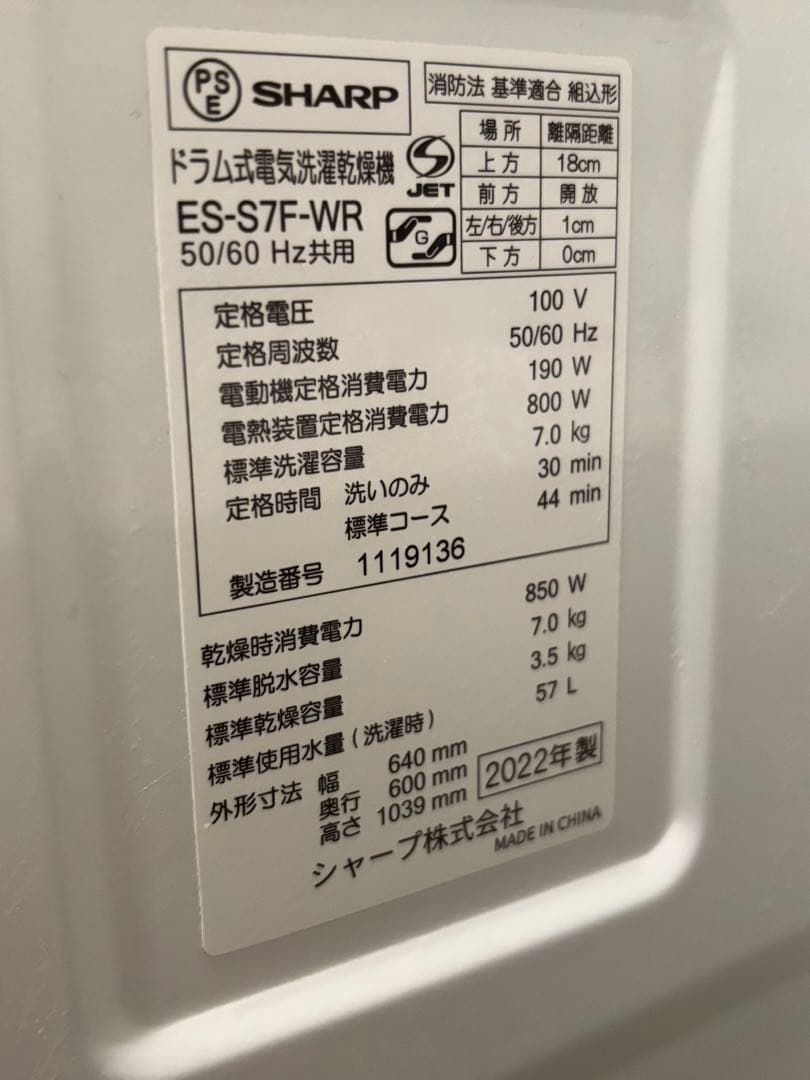 PSE SHARP
消防法 基準適合 組込形
場所 離隔距離
上方 18cm
前方 開放
左/右/後方 1cm
下方 0cm
ドラム式電気洗濯乾燥機
S JET
ES-S7F-WR
G
50/60 Hz共用
定格電圧 100 V
定格周波数 50/60 Hz
電動機定格消費電力 190 W
電熱装置定格消費電力 800 W
標準洗濯容量 7.0 kg
定格時間 洗いのみ 30 min
標準コース 44 min
製造番号 1119136
乾燥時消費電力 850 W
標準脱水容量 7.0 kg
標準乾燥容量 3.5 kg
標準使用水量(洗濯時) 57 L
外形寸法 幅 640 mm
奥行 600 mm
高さ 1039 mm
2022年製
シャープ株式会社
MADE IN CHINA